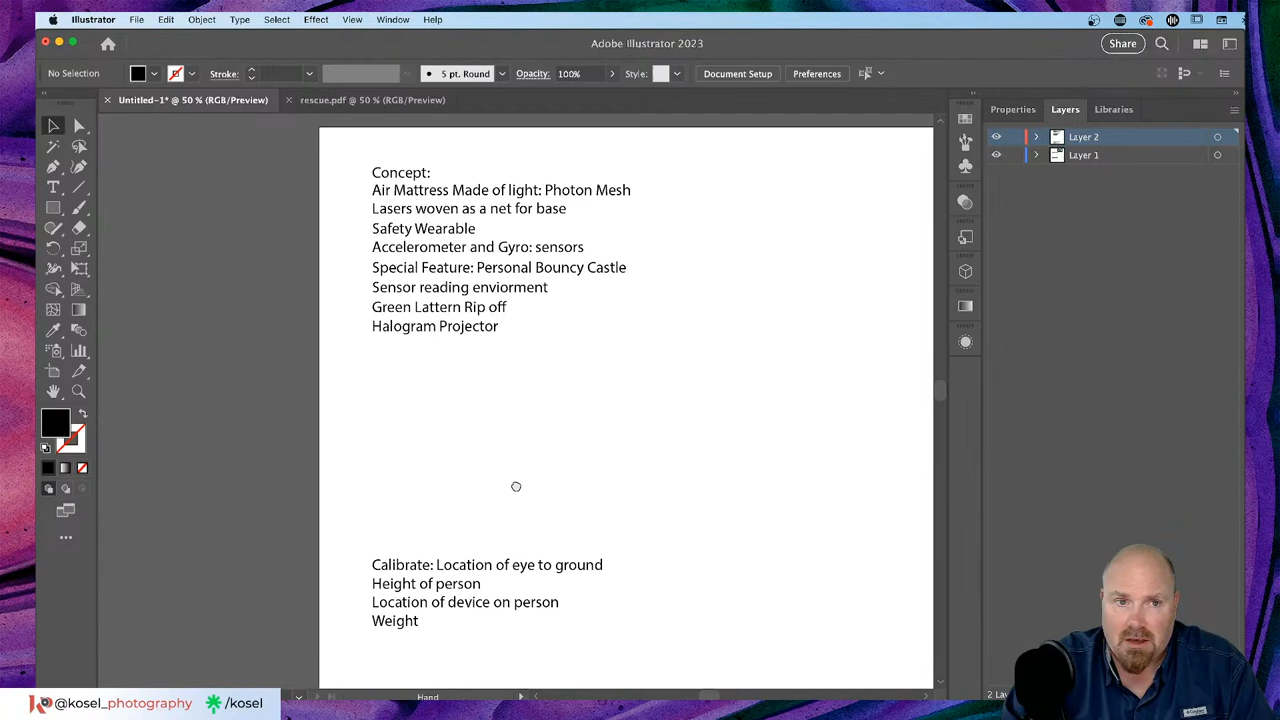 Illustrator File Edit Object Type Select Effect View Window Help
Adobe Illustrator 2023
Share
No Selection
Stroke:
5 pt. Round
Opacity: 100%
Style:
Document Setup
Preferences
Untitled-1* @ 50 % (RGB/Preview)
rescue.pdf @ 50 % (RGB/Preview)
Properties
Layers
Libraries
Layer 2
Layer 1
Concept:
Air Mattress Made of light: Photon Mesh
Lasers woven as a net for base
Safety Wearable
Accelerometer and Gyro: sensors
Special Feature: Personal Bouncy Castle
Sensor reading enviorment
Green Lattern Rip off
Halogram Projector
Calibrate: Location of eye to ground
Height of person
Location of device on person
Weight
Hand
@kosel_photography
/kosel